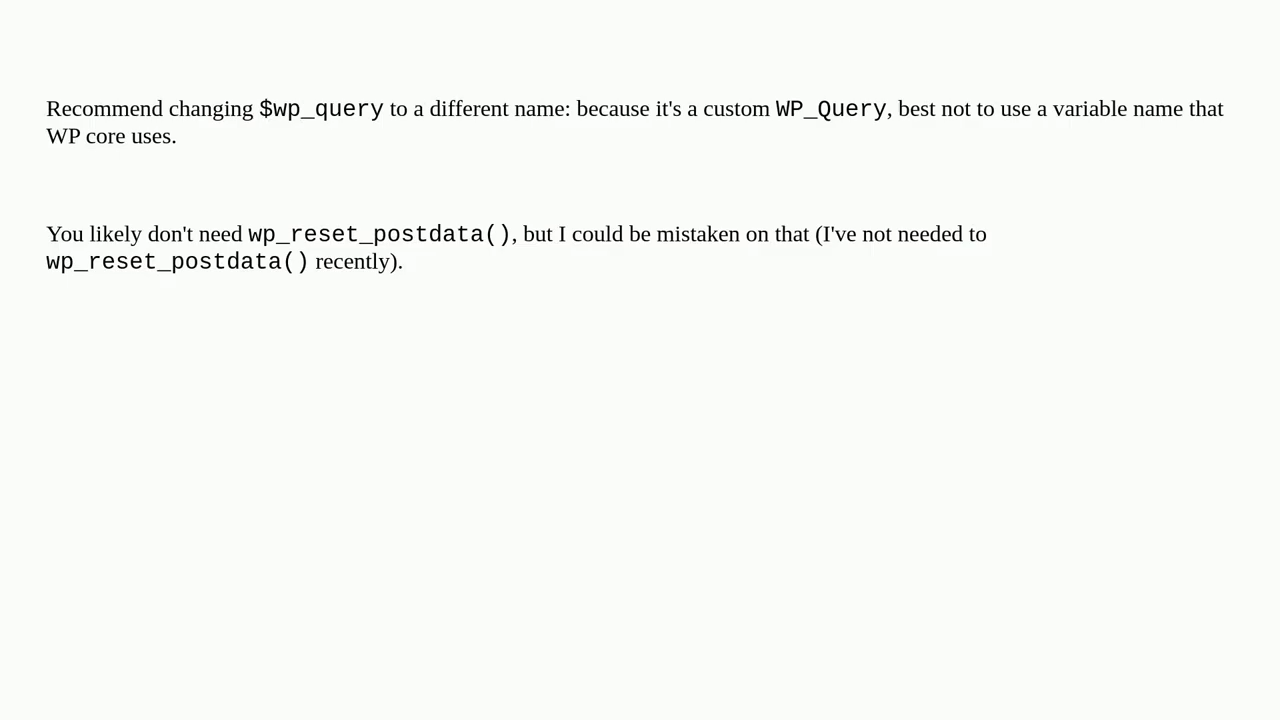 Recommend changing $wp_query to a different name: because it's a custom WP_Query, best not to use a variable name that
WP core uses.
You likely don't need wp_reset_postdata(), but I could be mistaken on that (I've not needed to
wp_reset_postdata() recently).